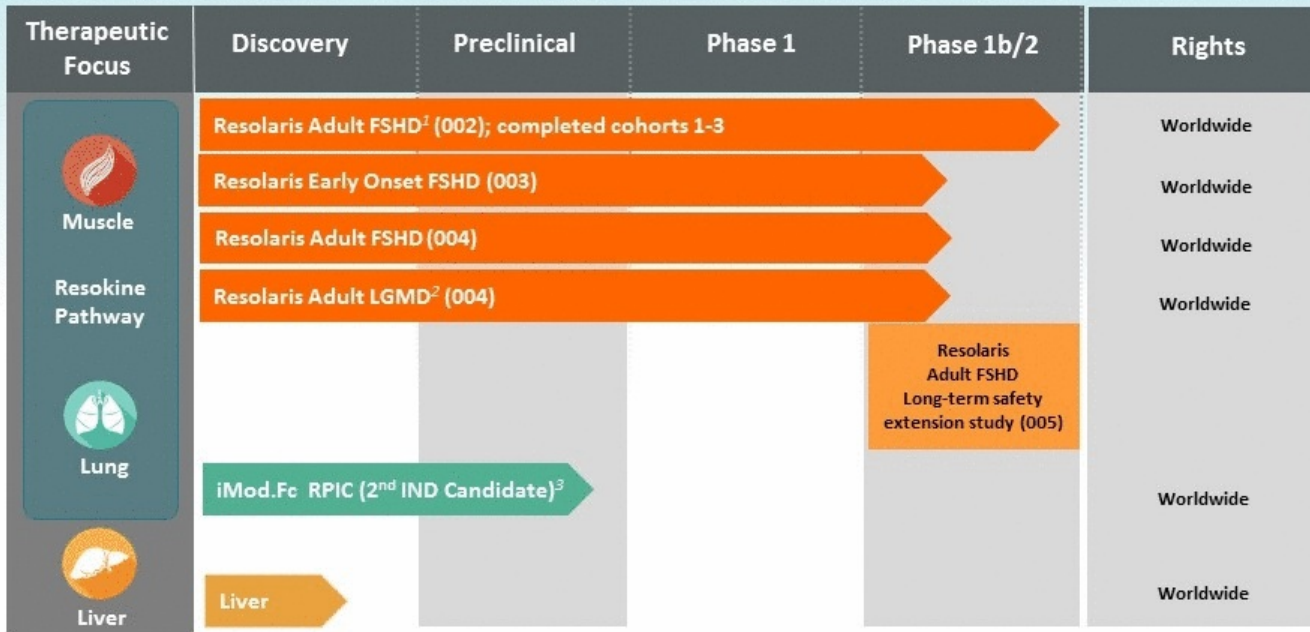 Therapeutic
Focus
Discovery
Preclinical
Phase 1
Phase 1b/2
Rights
Muscle
Resokine
Pathway
Lung
Liver
Resolaris Adult FSHD¹ (002); completed cohorts 1-3
Worldwide
Resolaris Early Onset FSHD (003)
Worldwide
Resolaris Adult FSHD (004)
Worldwide
Resolaris Adult LGMD² (004)
Worldwide
Resolaris
Adult FSHD
Long-term safety
extension study (005)
iMod.Fc RPIC (2nd IND Candidate)³
Worldwide
Liver
Worldwide